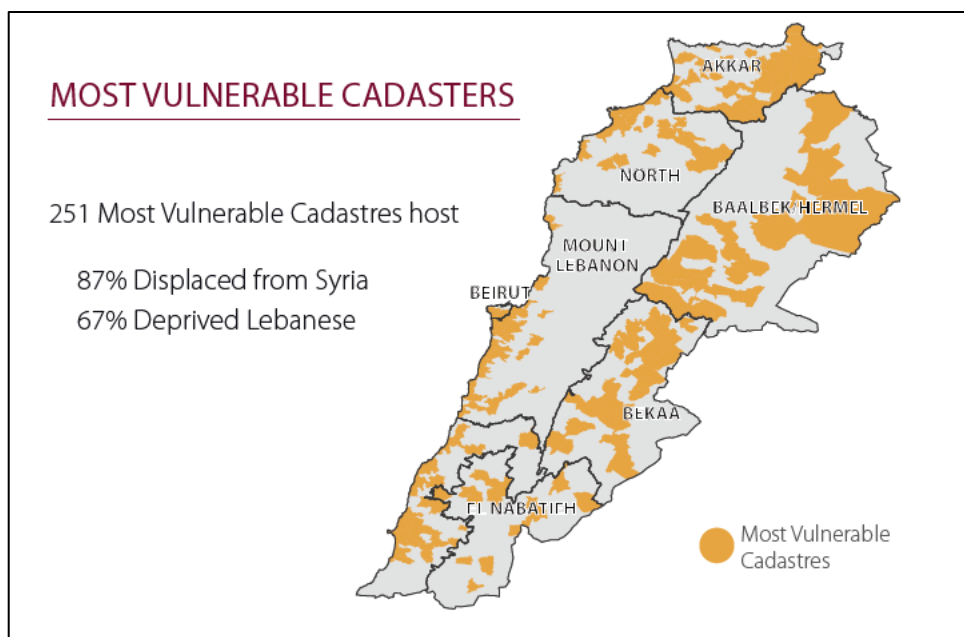 MOST VULNERABLE CADASTERS
251 Most Vulnerable Cadastres host
87% Displaced from Syria
67% Deprived Lebanese
AKKAR
NORTH
BAALBEK HERMEL
MOUNT
LEBANON
BEIRUT
BEKAA
EL NABATIEH
Most Vulnerable
Cadastres